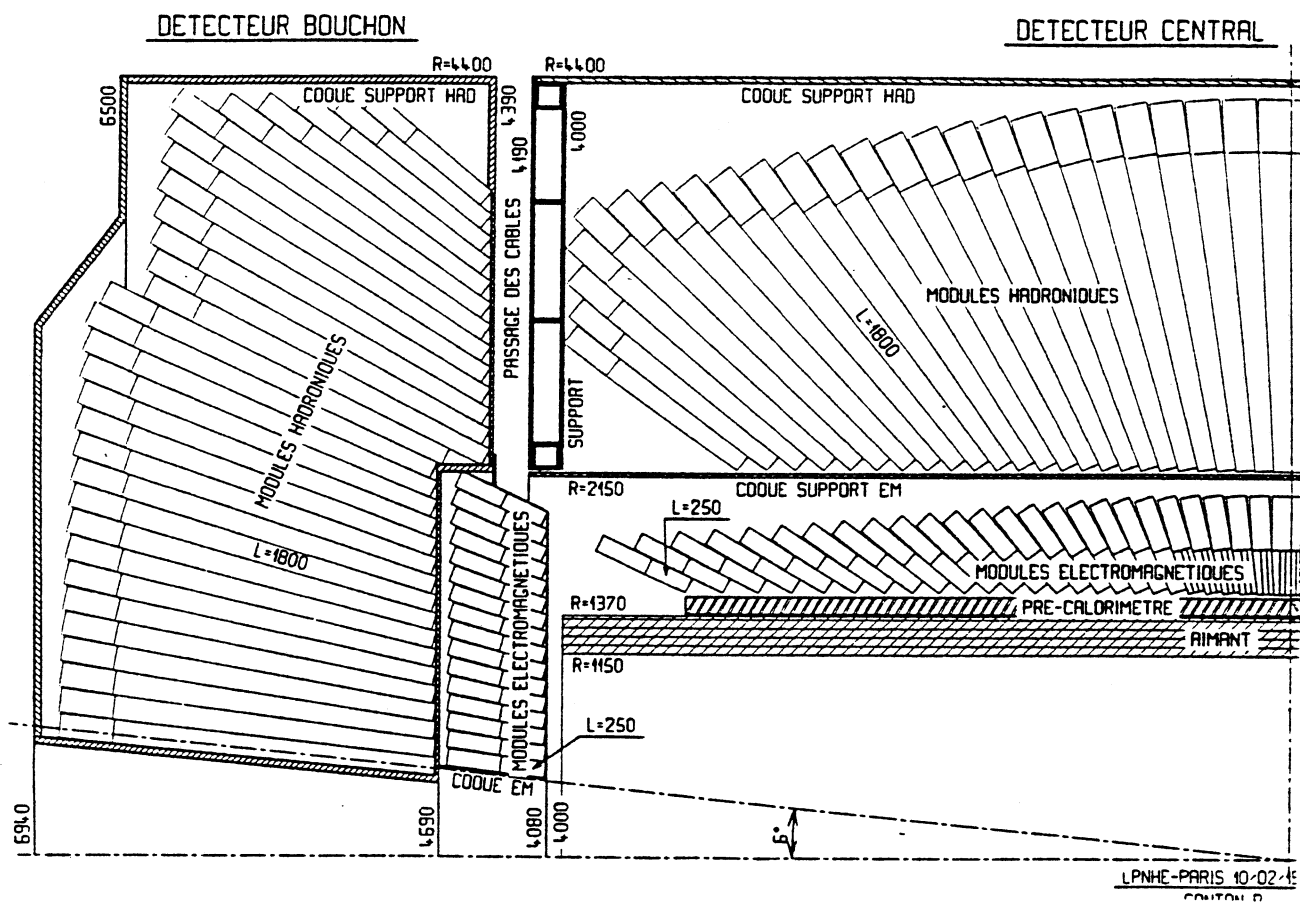 DETECTEUR BOUCHON
DETECTEUR CENTRAL
R=4400
R=4400
COQUE SUPPORT HAD
COQUE SUPPORT HAD
6500
4390
4190
4000
PASSAGE DES CABLES
SUPPORT
MODULES HADRONIQUES
L=1800
MODULES HADRONIQUES
L=1800
R=2150
COQUE SUPPORT EM
L=250
MODULES ELECTROMAGNETIQUES
MODULES ELECTROMAGNETIQUES
R=1370
PRE-CALORIMETRE
AIMANT
R=1150
L=250
COQUE EM
6940
4690
4080
4000
LPNHE-PARIS 10/02/